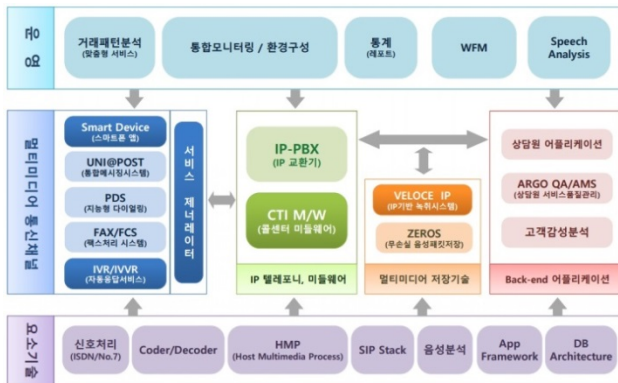 운영
거래패턴분석
(맞춤형 서비스)
통합모니터링 / 환경구성
통계
(레포트)
WFM
Speech
Analysis
멀티미디어 통신채널
Smart Device
(스마트폰 앱)
UNI@POST
(통합메시징시스템)
PDS
(지능형 다이얼링)
FAX/FCS
(팩스처리 시스템)
IVR/IVVR
(자동응답서비스)
서비스 제너레이터
IP-PBX
(IP 교환기)
CTI M/W
(콜센터 미들웨어)
IP 텔레포니, 미들웨어
VELOCE IP
(IP기반 녹취시스템)
ZEROS
(무손실 음성패킷저장)
멀티미디어 저장기술
상담원 어플리케이션
ARGO QA/AMS
(상담원 서비스품질관리)
고객감성분석
Back-end 어플리케이션
요소기술
신호처리
(ISDN/No.7)
Coder/Decoder
HMP
(Host Multimedia Process)
SIP Stack
음성분석
App
Framework
DB
Architecture